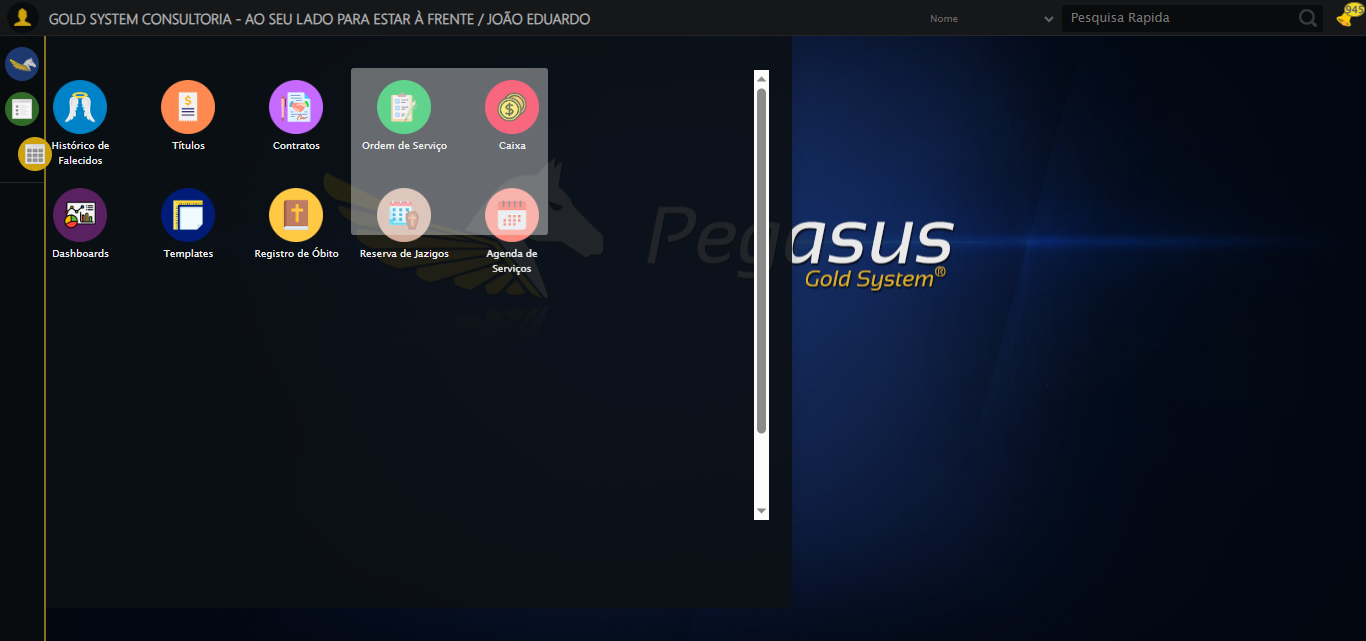 GOLD SYSTEM CONSULTORIA - AO SEU LADO PARA ESTAR À FRENTE / JOÃO EDUARDO
Nome
Pesquisa Rapida
945
Histórico de
Falecidos
Títulos
Contratos
Ordem de Serviço
Caixa
Dashboards
Templates
Registro de Óbito
Reserva de Jazigos
Agenda de
Serviços
Pegasus
Gold System®